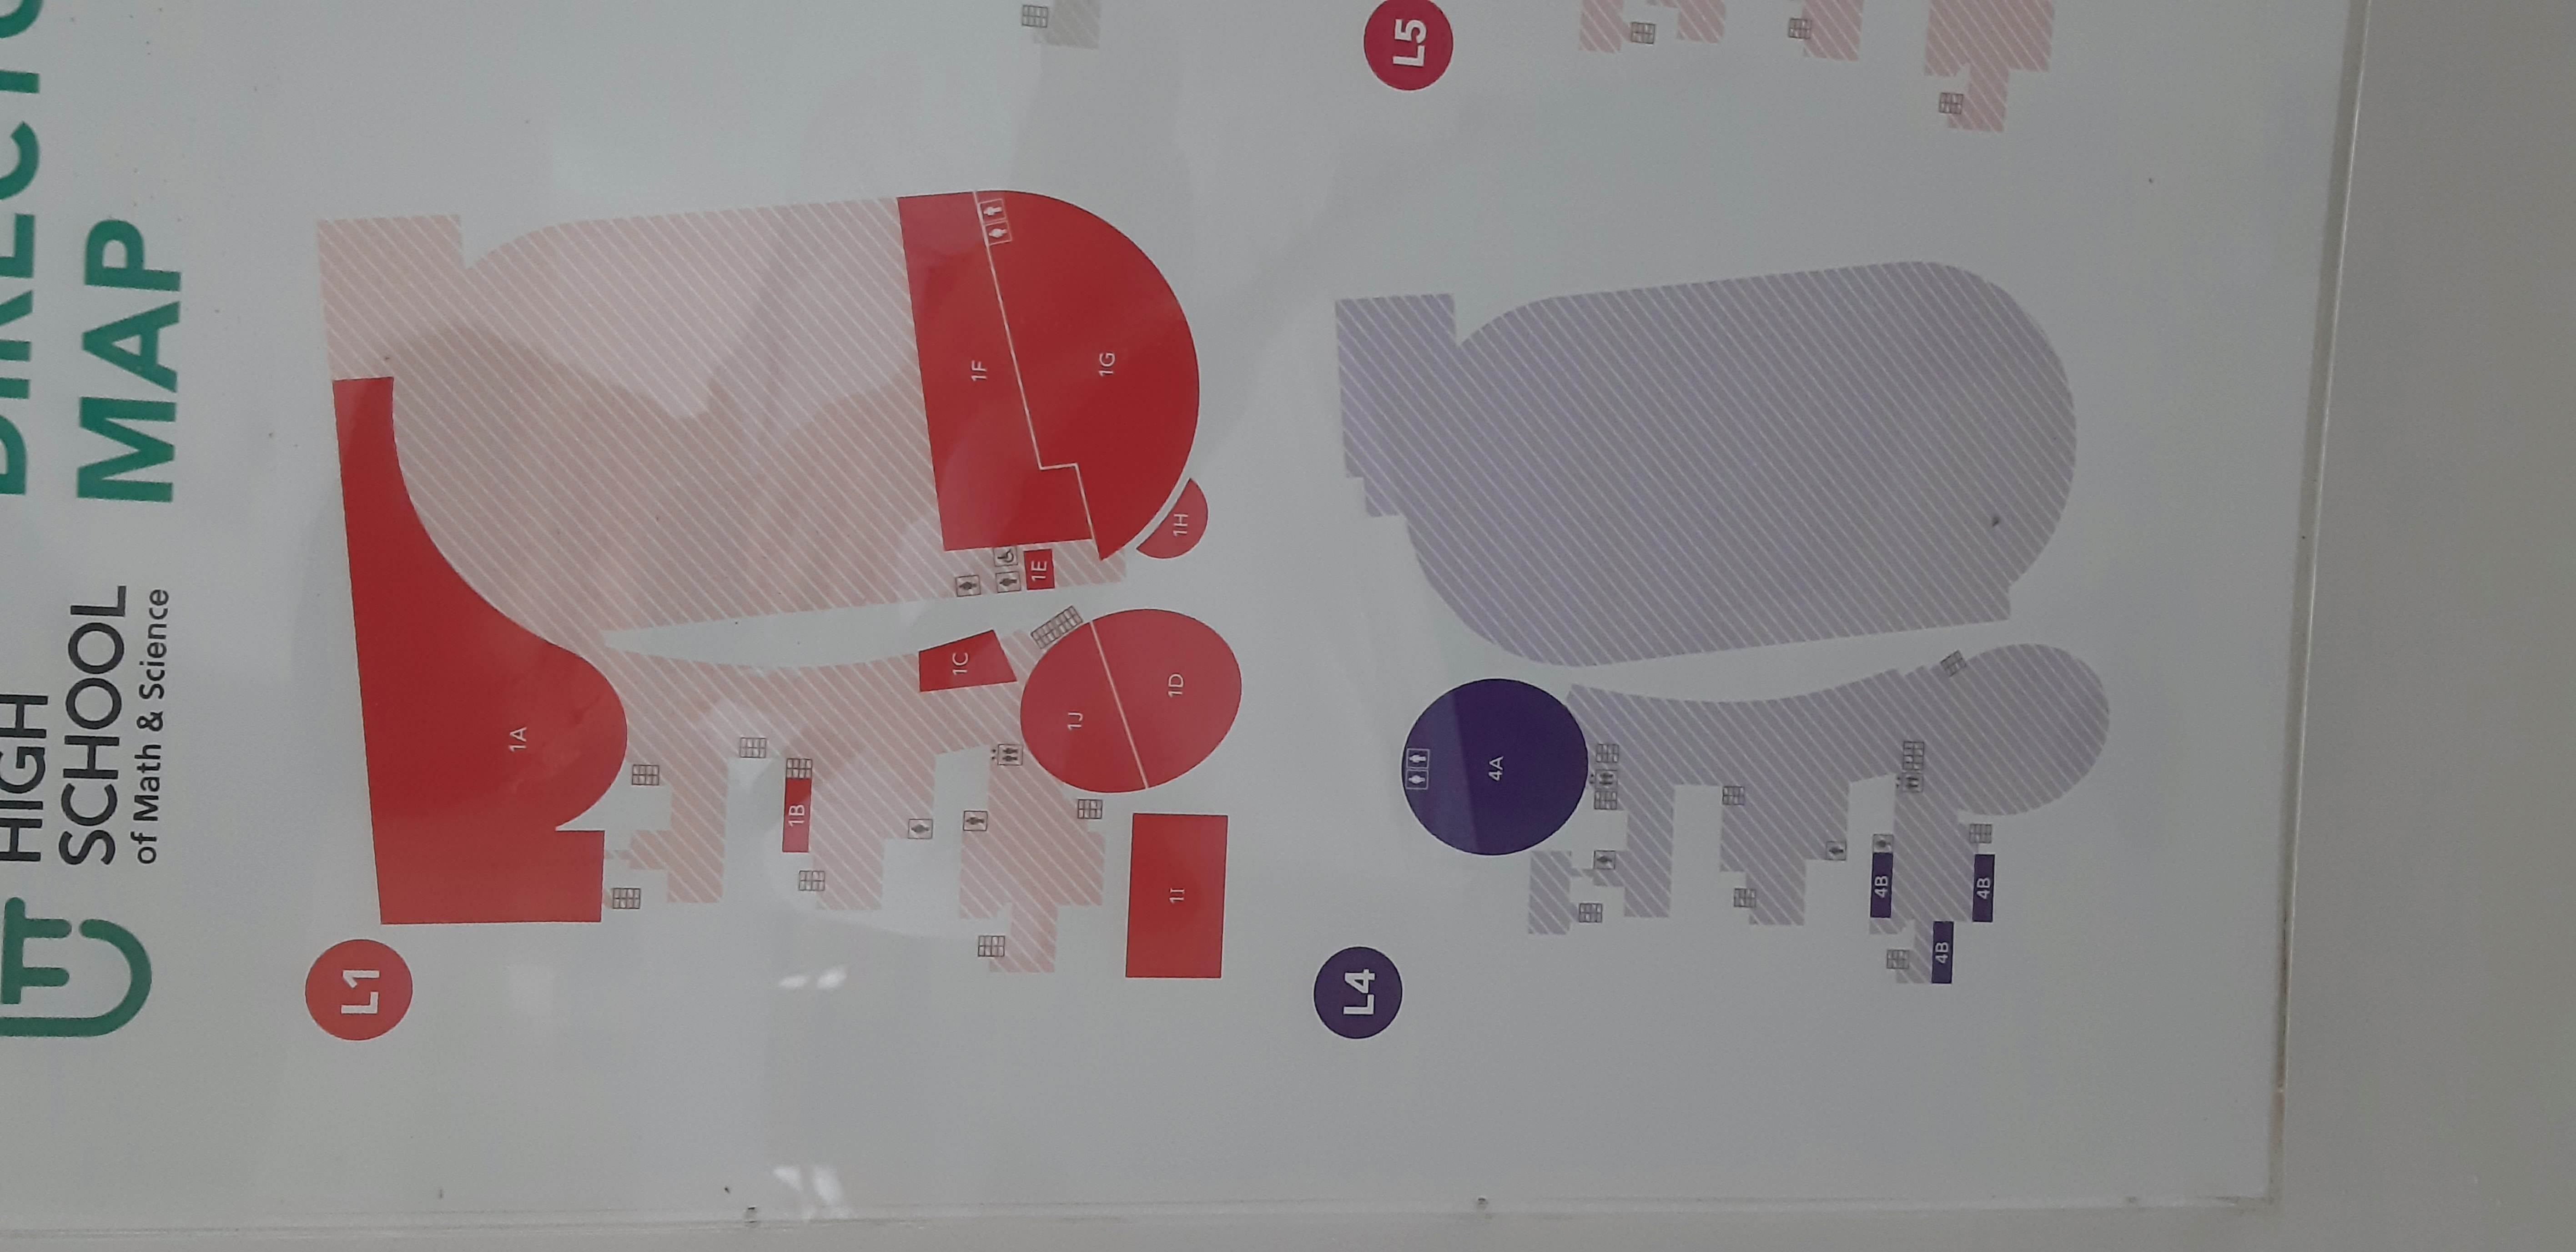 HIGH
SCHOOL
of Math & Science
DIRECTO
MAP
L1
1A
1B
1C
1F
1E
1J
1G
1I
1D
1H
L4
L5
4A
4B
4B
4B